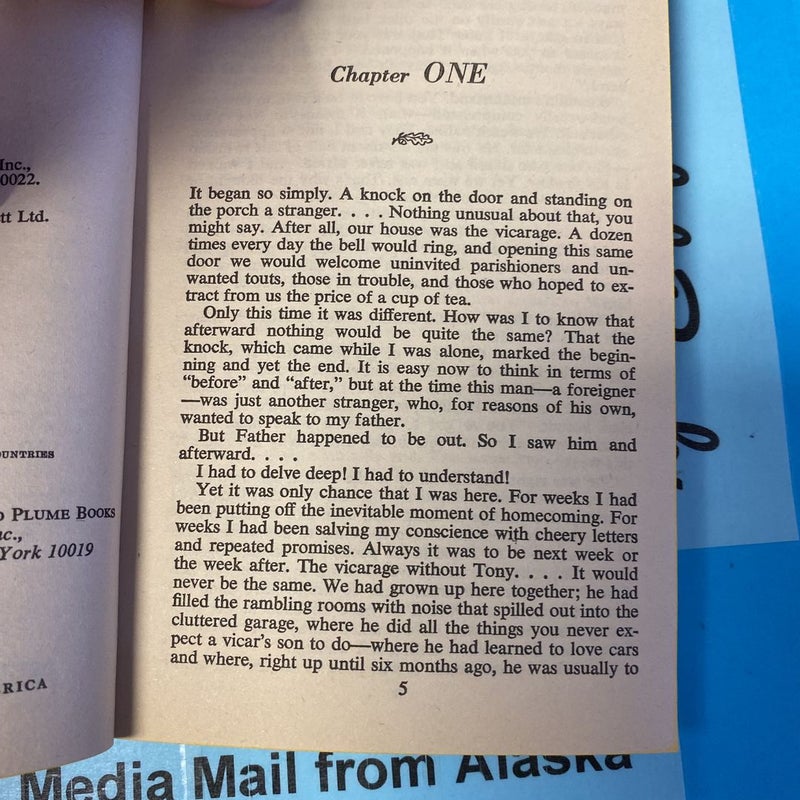 Inc.,
0022.
tt Ltd.
OUNTRIES
PLUME BOOKS
nc.,
York 10019
RICA
Chapter ONE
It began so simply. A knock on the door and standing on
the porch a stranger. . . . Nothing unusual about that, you
might say. After all, our house was the vicarage. A dozen
times every day the bell would ring, and opening this same
door we would welcome uninvited parishioners and un-
wanted touts, those in trouble, and those who hoped to ex-
tract from us the price of a cup of tea.
Only this time it was different. How was I to know that
afterward nothing would be quite the same? That the
knock, which came while I was alone, marked the begin-
ning and yet the end. It is easy now to think in terms of
“before” and “after,” but at the time this man—a foreigner
—was just another stranger, who, for reasons of his own,
wanted to speak to my father.
But Father happened to be out. So I saw him and
afterward. . . .
I had to delve deep! I had to understand!
Yet it was only chance that I was here. For weeks I had
been putting off the inevitable moment of homecoming. For
weeks I had been salving my conscience with cheery letters
and repeated promises. Always it was to be next week or
the week after. The vicarage without Tony. . . . It would
never be the same. We had grown up here together; he had
filled the rambling rooms with noise that spilled out into the
cluttered garage, where he did all the things you never ex-
pect a vicar's son to do—where he had learned to love cars
and where, right up until six months ago, he was usually to
5
Media Mail from Alaska